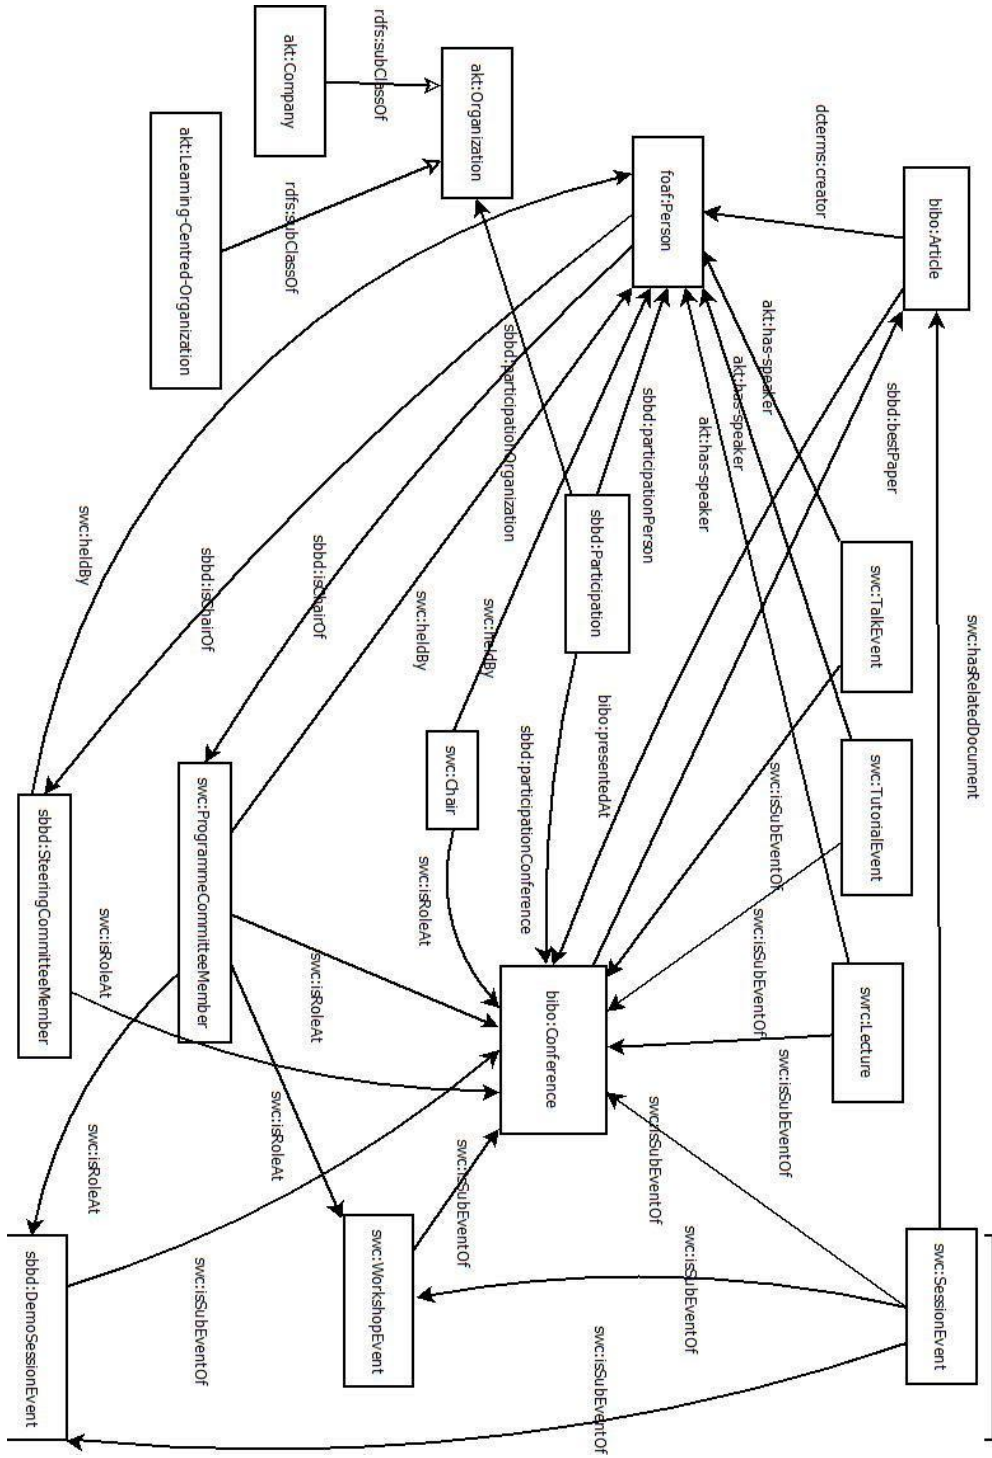 swc:hasRelatedDocument
bibo:Article
swc:SessionEvent
sbbd:bestPaper
swc:TalkEvent
swc:TutorialEvent
swrc:Lecture
dcterms:creator
akt:has-speaker
swc:isSubEventOf
swc:isSubEventOf
akt:has-speaker
swc:isSubEventOf
akt:has-speaker
swc:isSubEventOf
foaf:Person
sbbd:participationPerson
swc:isSubEventOf
bibo:presentedAt
sbbd:Participation
swc:isSubEventOf
bibo:Conference
sbbd:participationConference
sbbd:participationOrganization
swc:heldBy
akt:Organization
swc:isSubEventOf
swc:Chair
swc:heldBy
swc:isRoleAt
rdfs:subClassOf
swc:WorkshopEvent
sbbd:isChairOf
swc:isRoleAt
akt:Company
rdfs:subClassOf
swc:isRoleAt
sbbd:isChairOf
swc:ProgrammeCommitteeMember
swc:isSubEventOf
akt:Learning-Centred-Organization
swc:isRoleAt
swc:isRoleAt
swc:heldBy
sbbd:SteeringCommitteeMember
sbbd:DemoSessionEvent